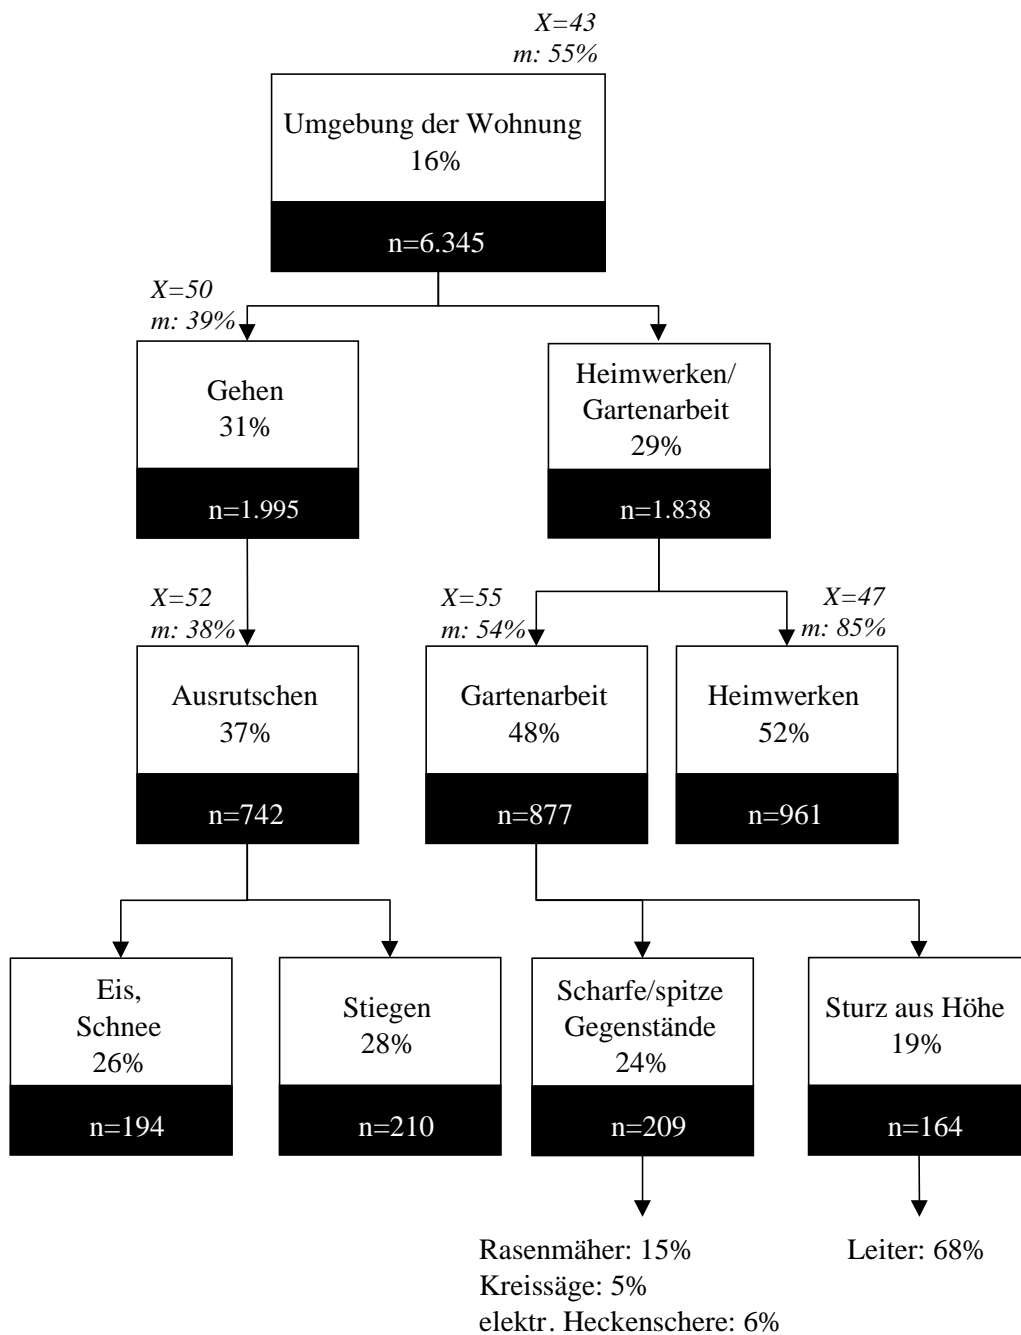 X=43
m: 55%
Umgebung der Wohnung
16%
n=6.345
X=50
m: 39%
Gehen
31%
n=1.995
Heimwerken/
Gartenarbeit
29%
n=1.838
X=52
m: 38%
Ausrutschen
37%
n=742
X=55
m: 54%
Gartenarbeit
48%
n=877
X=47
m: 85%
Heimwerken
52%
n=961
Eis,
Schnee
26%
n=194
Stiegen
28%
n=210
Scharfe/spitze
Gegenstände
24%
n=209
Sturz aus Höhe
19%
n=164
Rasenmäher: 15%
Kreissäge: 5%
elektr. Heckenschere: 6%
Leiter: 68%